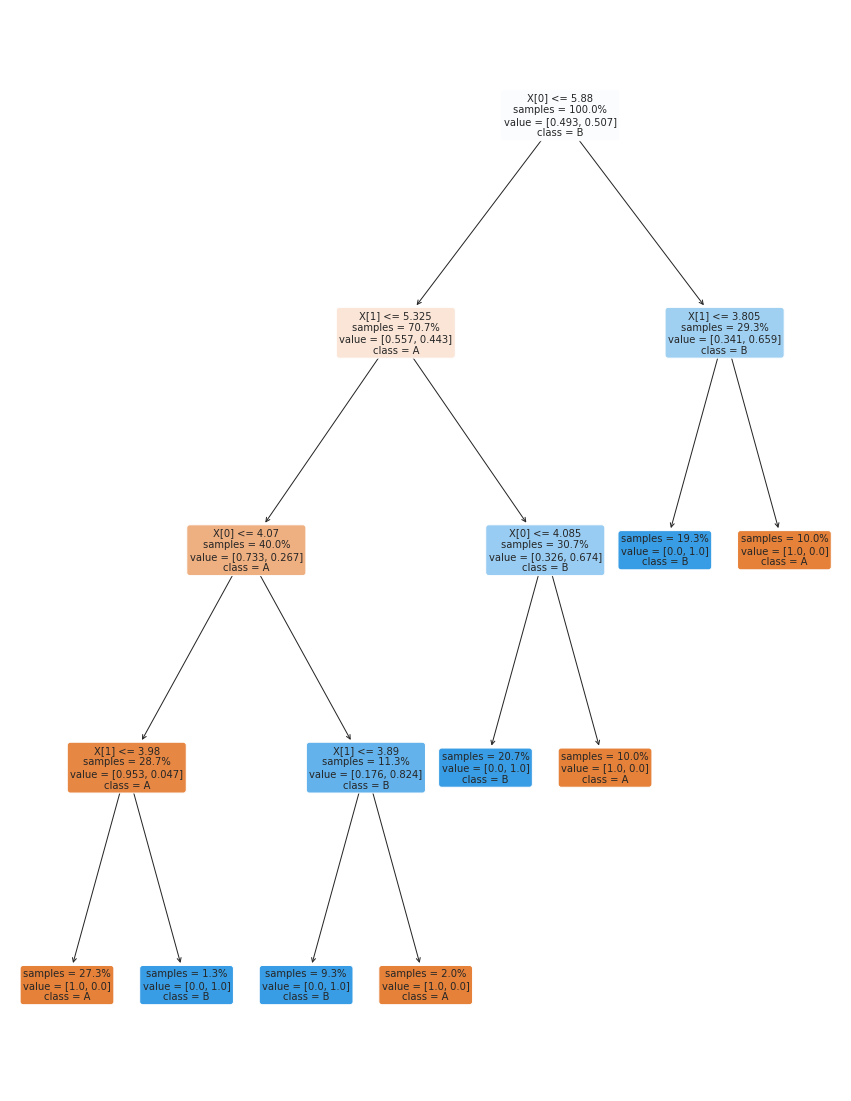 X[0] <= 5.88
samples = 100.0%
value = [0.493, 0.507]
class = B
X[1] <= 5.325
samples = 70.7%
value = [0.557, 0.443]
class = A
X[1] <= 3.805
samples = 29.3%
value = [0.341, 0.659]
class = B
X[0] <= 4.07
samples = 40.0%
value = [0.733, 0.267]
class = A
X[0] <= 4.085
samples = 30.7%
value = [0.326, 0.674]
class = B
samples = 19.3%
value = [0.0, 1.0]
class = B
samples = 10.0%
value = [1.0, 0.0]
class = A
X[1] <= 3.98
samples = 28.7%
value = [0.953, 0.047]
class = A
X[1] <= 3.89
samples = 11.3%
value = [0.176, 0.824]
class = B
samples = 20.7%
value = [0.0, 1.0]
class = B
samples = 10.0%
value = [1.0, 0.0]
class = A
samples = 27.3%
value = [1.0, 0.0]
class = A
samples = 1.3%
value = [0.0, 1.0]
class = B
samples = 9.3%
value = [0.0, 1.0]
class = B
samples = 2.0%
value = [1.0, 0.0]
class = A